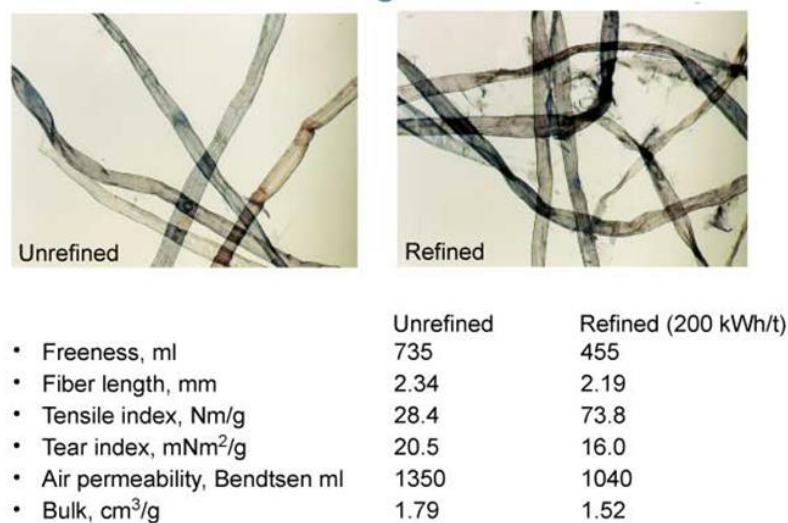 Unrefined
Refined
Unrefined Refined (200 kWh/t)
• Freeness, ml 735 455
• Fiber length, mm 2.34 2.19
• Tensile index, Nm/g 28.4 73.8
• Tear index, mNm²/g 20.5 16.0
• Air permeability, Bendtsen ml 1350 1040
• Bulk, cm³/g 1.79 1.52